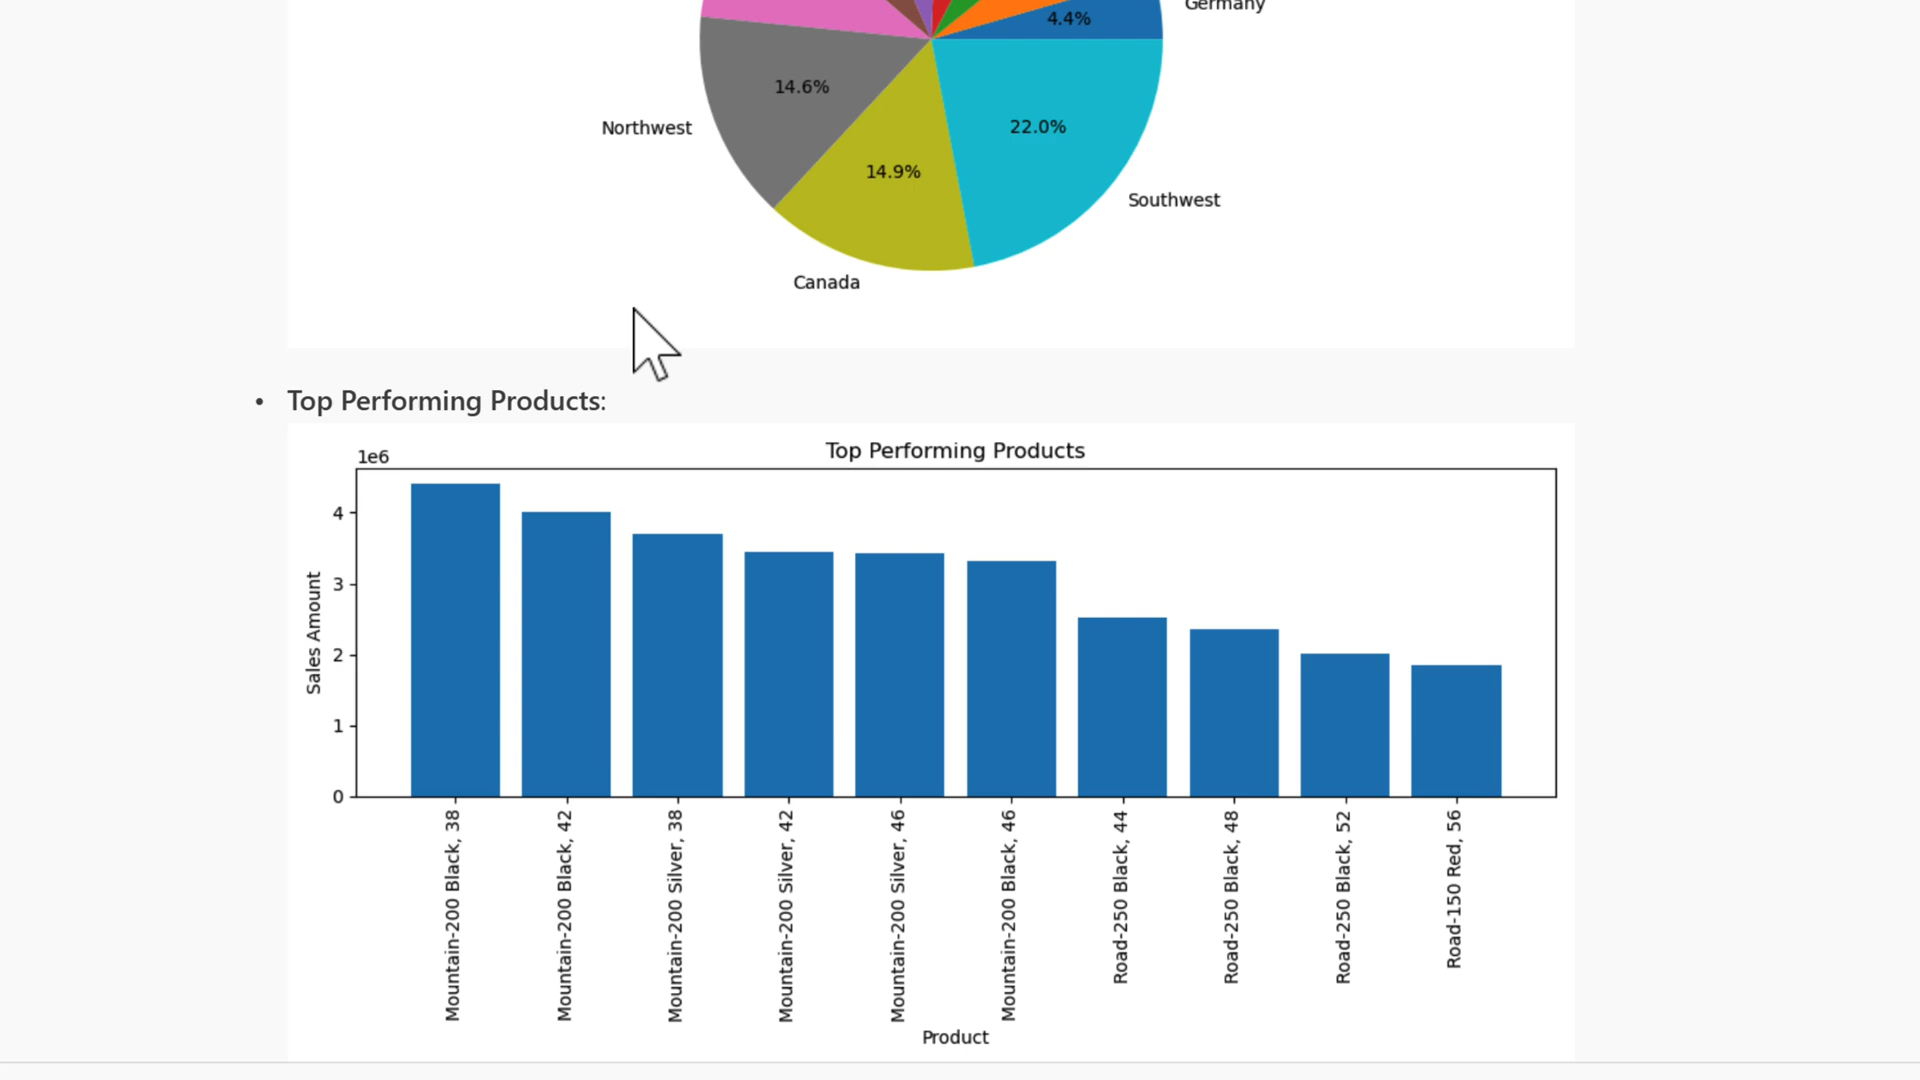 Germany
4.4%
14.6%
Northwest
22.0%
14.9%
Southwest
Canada
• Top Performing Products:
Top Performing Products
1e6
4
3
2
1
0
Sales Amount
Mountain-200 Black, 38
Mountain-200 Black, 42
Mountain-200 Silver, 38
Mountain-200 Silver, 42
Mountain-200 Silver, 46
Mountain-200 Black, 46
Road-250 Black, 44
Road-250 Black, 48
Road-250 Black, 52
Road-150 Red, 56
Product